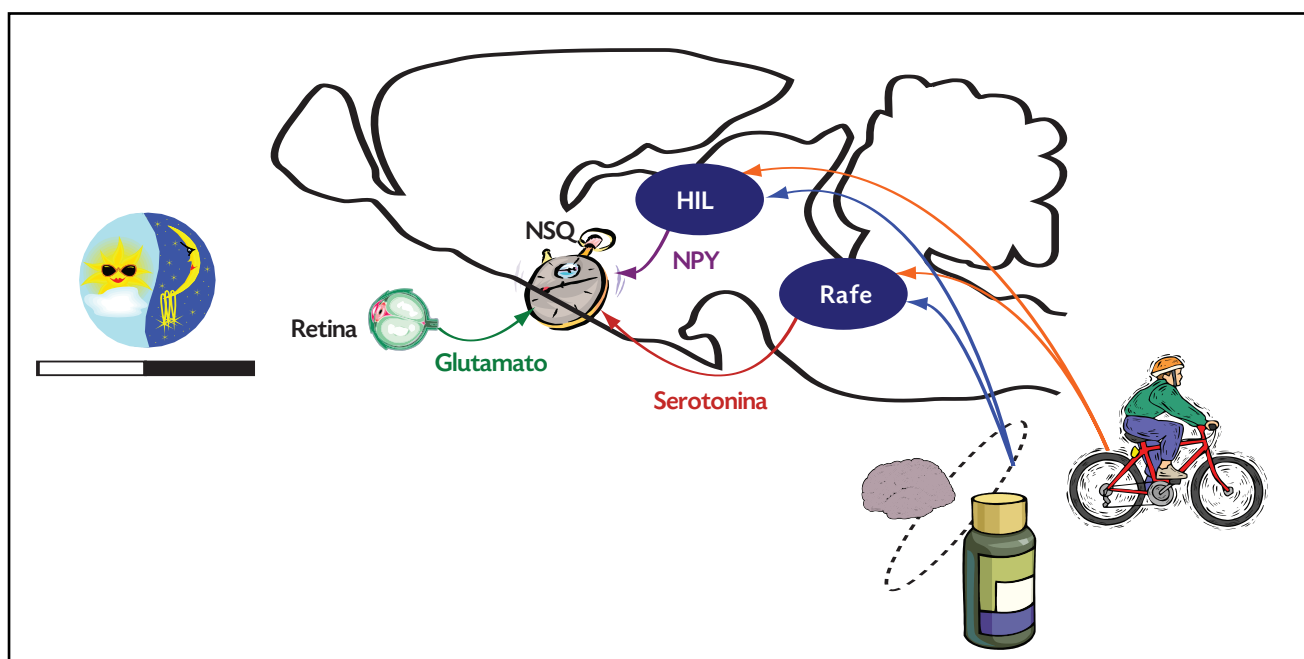 HIL
NSQ
NPY
Rafe
Retina
Glutamato
Serotonina